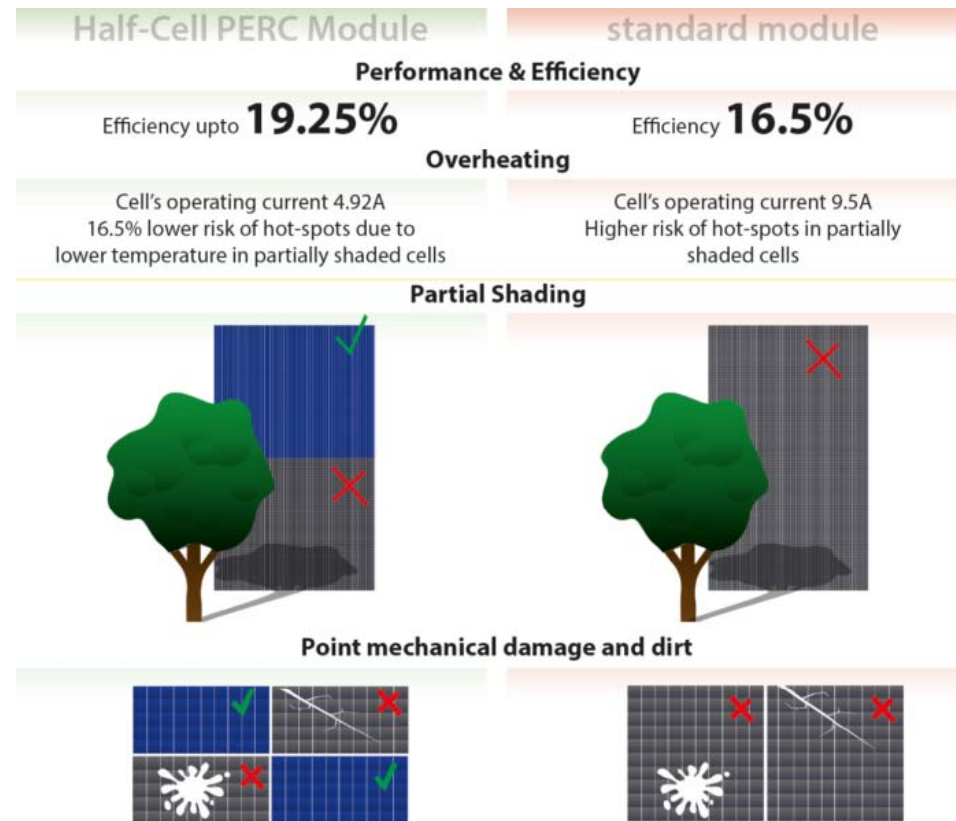 Half-Cell PERC Module
standard module
Performance & Efficiency
Efficiency upto 19.25%
Efficiency 16.5%
Overheating
Cell's operating current 4.92A
16.5% lower risk of hot-spots due to
lower temperature in partially shaded cells
Cell's operating current 9.5A
Higher risk of hot-spots in partially
shaded cells
Partial Shading
Point mechanical damage and dirt